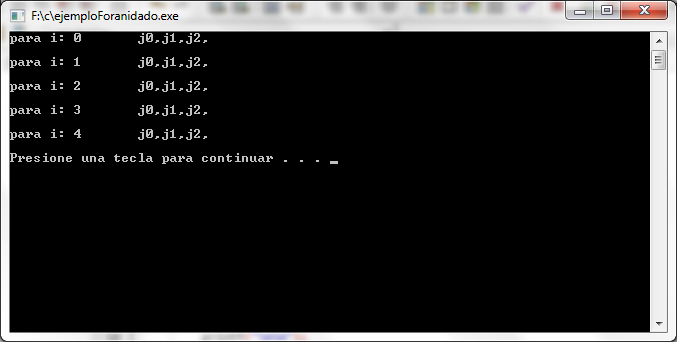 F:\c\ejemploForanidado.exe
para i: 0 j0,j1,j2,
para i: 1 j0,j1,j2,
para i: 2 j0,j1,j2,
para i: 3 j0,j1,j2,
para i: 4 j0,j1,j2,
Presione una tecla para continuar . . . _